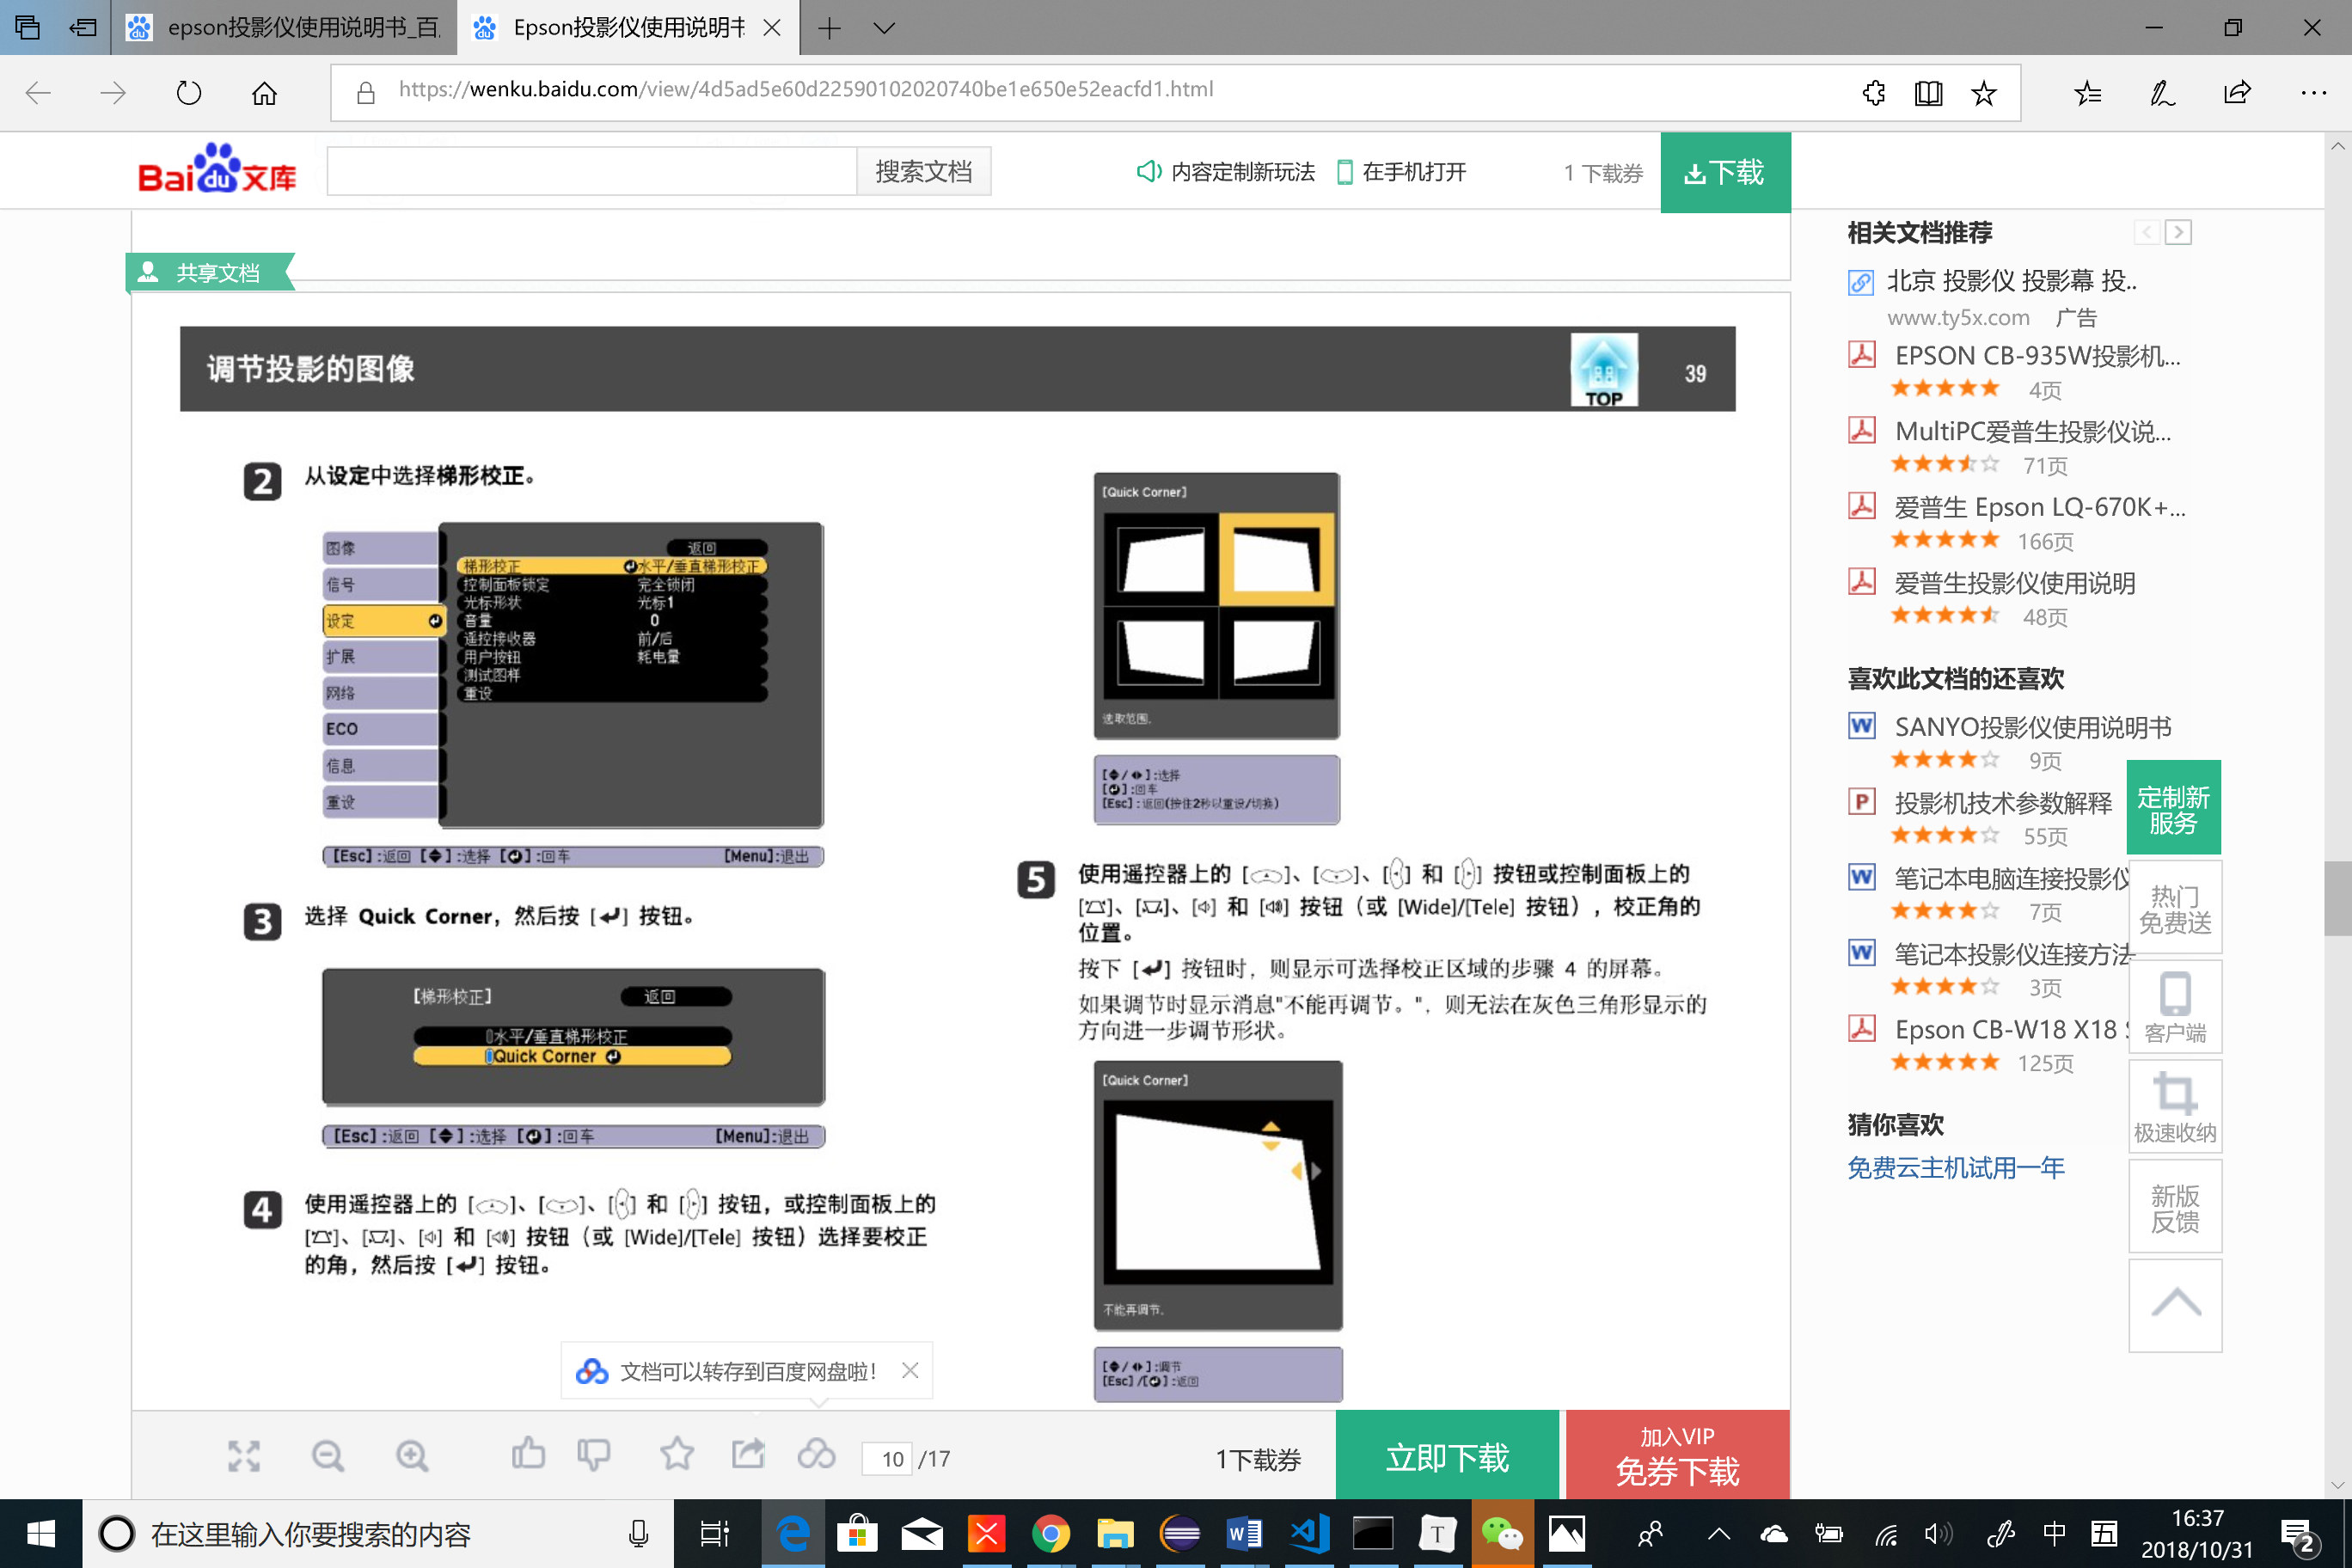 epson投影仪使用说明书_百
Epson投影仪使用说明书
https://wenku.baidu.com/view/4d5ad5e60d22590102020740be1e650e52eacfd1.html
Bai du 文库
搜索文档
内容定制新玩法
在手机打开
1 下载券
下载
共享文档
调节投影的图像
TOP
39
2 从设定中选择梯形校正。
图像
信号
设定
扩展
网络
ECO
信息
重设
返回
梯形校正 水平/垂直梯形校正
控制面板锁定 完全锁闭
光标形状 光标1
音量 0
遥控接收器 前/后
用户按钮 耗电量
测试图样
重设
[Esc]:返回 [◆]:选择 [↵]:回车 [Menu]:退出
3 选择 Quick Corner，然后按 [↵] 按钮。
[梯形校正] 返回
水平/垂直梯形校正
Quick Corner
[Esc]:返回 [◆]:选择 [↵]:回车 [Menu]:退出
4 使用遥控器上的 []、[]、[] 和 [] 按钮，或控制面板上的
[]、[]、[] 和 [] 按钮（或 [Wide]/[Tele] 按钮）选择要校正
的角，然后按 [↵] 按钮。
[Quick Corner]
选取范围.
[◆/◆]:选择
[↵]:回车
[Esc]:返回(按住2秒以重设/切换)
5 使用遥控器上的 []、[]、[] 和 [] 按钮或控制面板上的
[]、[]、[] 和 [] 按钮（或 [Wide]/[Tele] 按钮），校正角的
位置。
按下 [↵] 按钮时，则显示可选择校正区域的步骤 4 的屏幕。
如果调节时显示消息"不能再调节。"，则无法在灰色三角形显示的
方向进一步调节形状。
[Quick Corner]
不能再调节.
[◆/◆]:调节
[Esc]/[↵]:返回
文档可以转存到百度网盘啦！
10 /17
1下载券
立即下载
加入VIP
免券下载
相关文档推荐
北京 投影仪 投影幕 投..
www.ty5x.com 广告
EPSON CB-935W投影机...
4页
MultiPC爱普生投影仪说...
71页
爱普生 Epson LQ-670K+...
166页
爱普生投影仪使用说明
48页
喜欢此文档的还喜欢
SANYO投影仪使用说明书
9页
投影机技术参数解释
55页
笔记本电脑连接投影仪
7页
笔记本投影仪连接方法
3页
Epson CB-W18 X18
125页
猜你喜欢
免费云主机试用一年
定制新
服务
热门
免费送
客户端
极速收纳
新版
反馈
在这里输入你要搜索的内容
中
五
16:37
2018/10/31
2